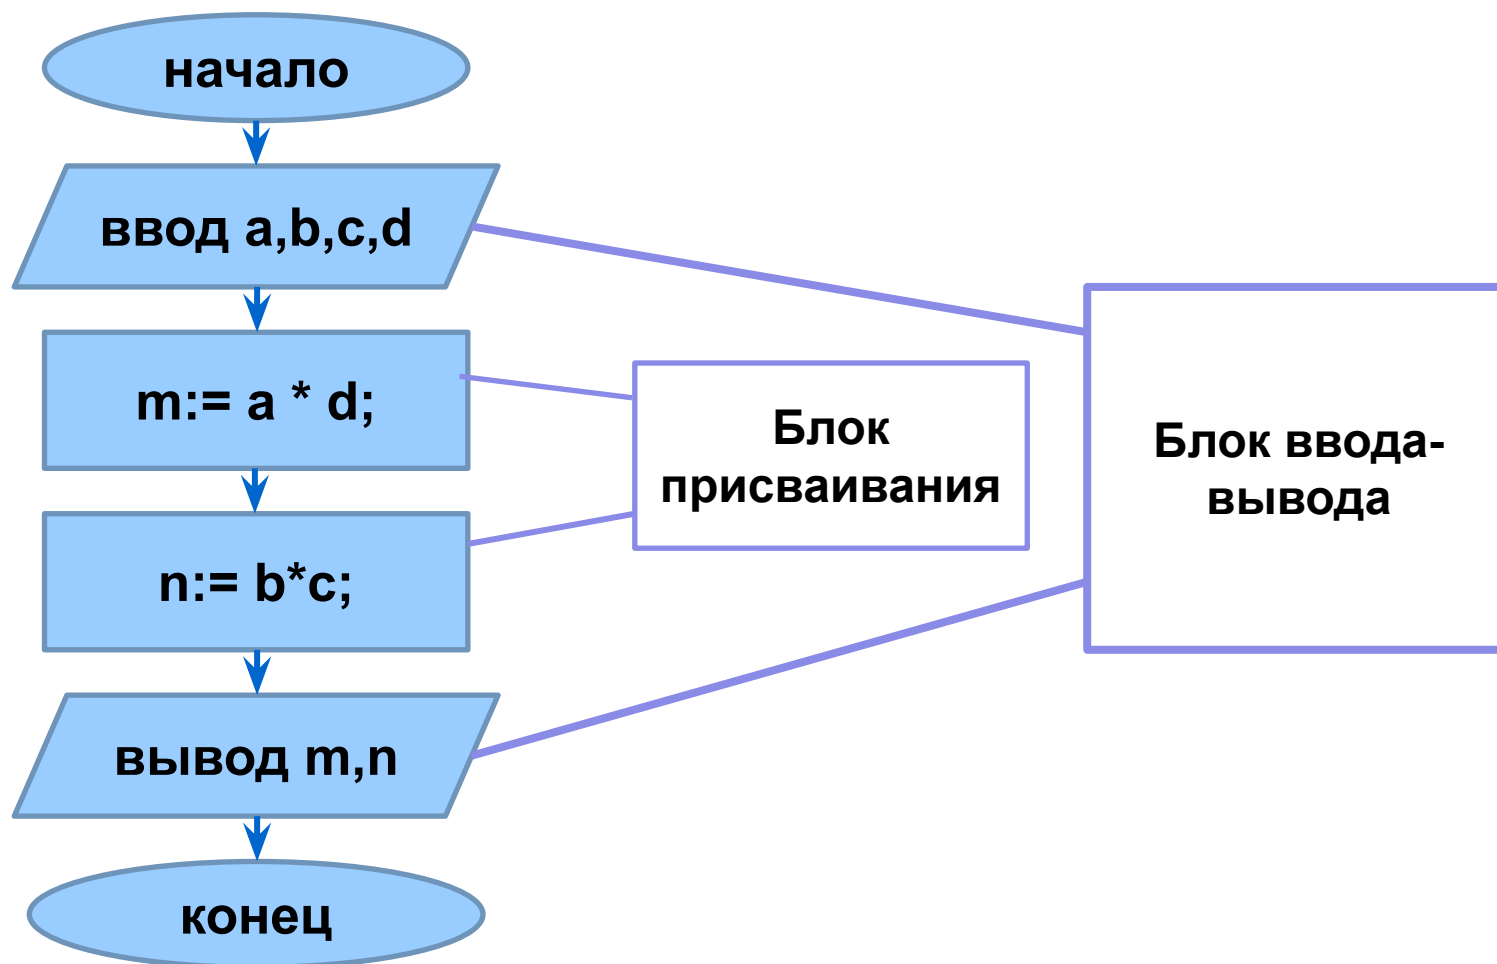 начало
ввод a,b,c,d
m:= a * d;
n:= b*c;
вывод m,n
конец
Блок
присваивания
Блок ввода-
вывода